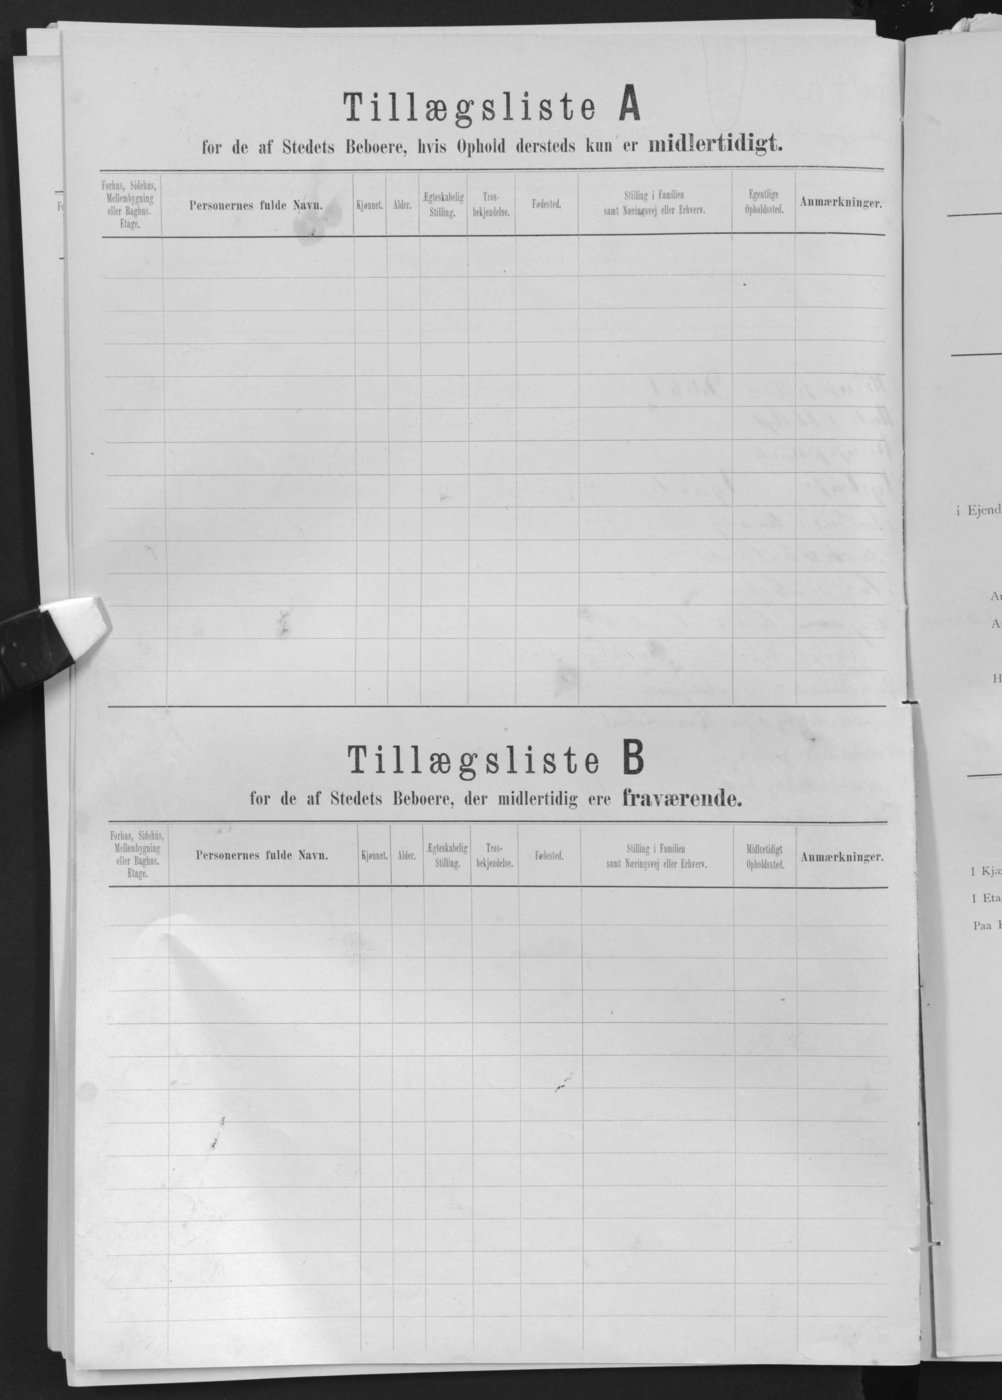 Tillægsliste A
for de af Stedets Beboere, hvis Ophold dersteds kun er midlertidigt.
Forhus, Sidehus,
Mellembygning
eller Baghus.
Etage.
Personernes fulde Navn.
Kjønnet.
Alder.
Ægteskabelig
Stilling.
Tros-
bekjendelse.
Fødested.
Stilling i Familien
samt Næringsvej eller Erhverv.
Egentlige
Opholdssted.
Anmærkninger.
Tillægsliste B
for de af Stedets Beboere, der midlertidig ere fraværende.
Forhus, Sidehus,
Mellembygning
eller Baghus.
Etage.
Personernes fulde Navn.
Kjønnet.
Alder.
Ægteskabelig
Stilling.
Tros-
bekjendelse.
Fødested.
Stilling i Familien
samt Næringsvej eller Erhverv.
Midlertidigt
Opholdssted.
Anmærkninger.
i Ejend
A
H
I Kjæ
I Eta
Paa